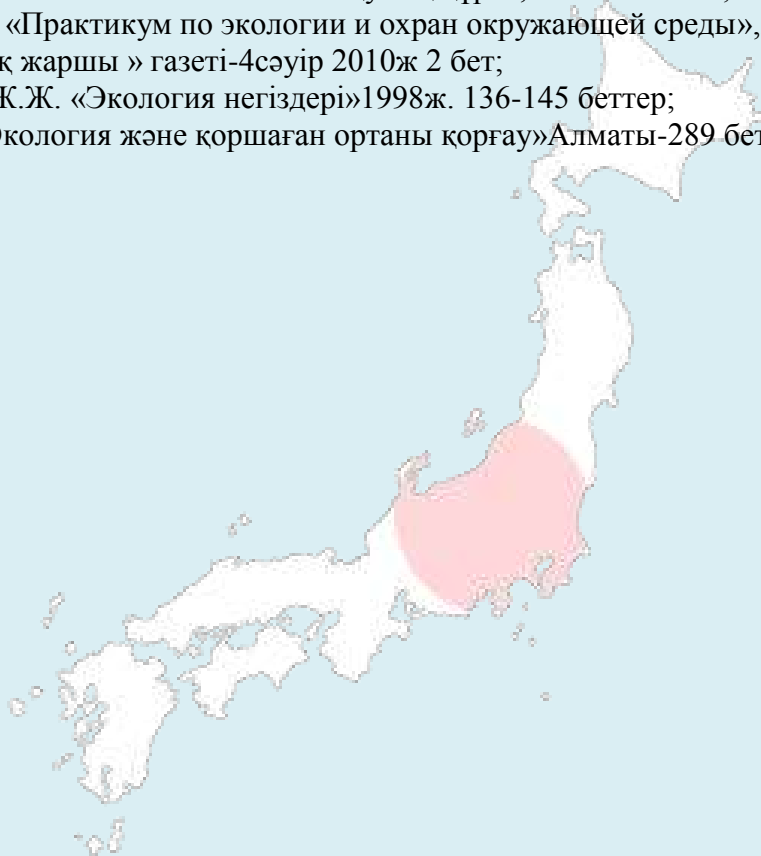 «Практикум по экологии и охран окружающей среды»,
қ жаршы » газеті-4сәуір 2010ж 2 бет;
Ж.Ж. «Экология негіздері»1998ж. 136-145 беттер;
кология және қоршаған ортаны қорғау»Алматы-289 бет